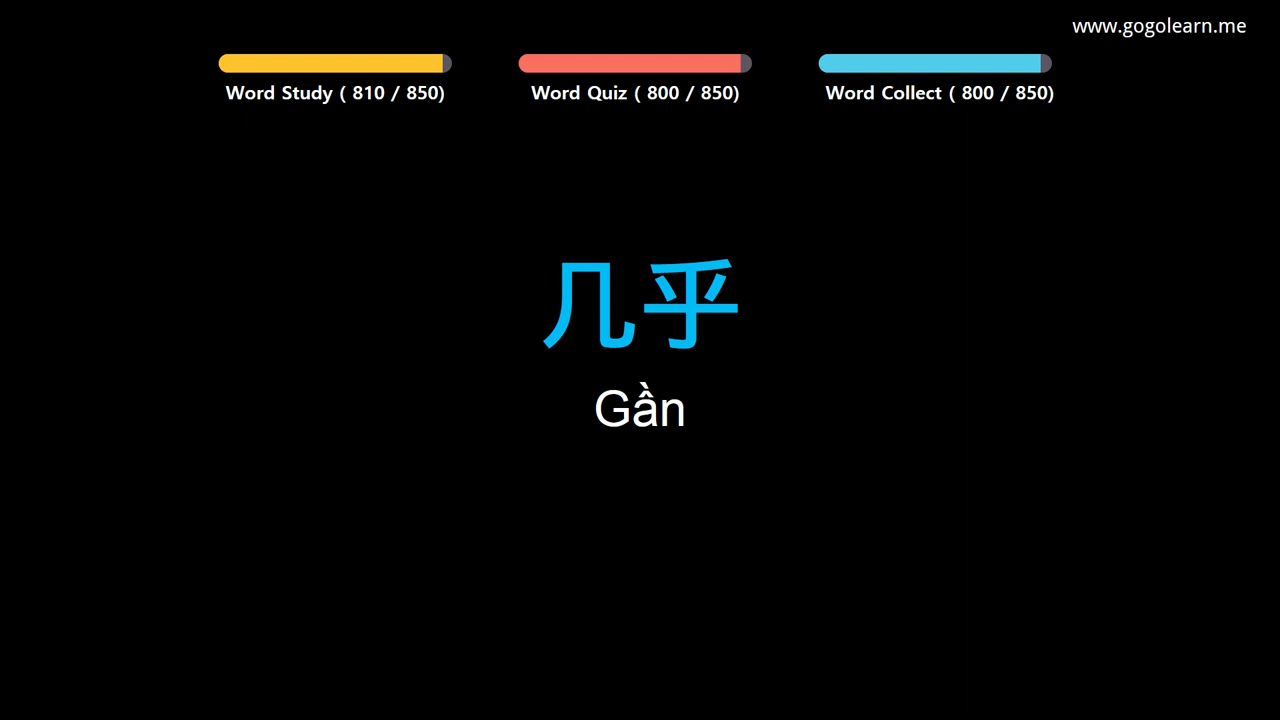 www.gogolearn.me
Word Study ( 810 / 850)
Word Quiz ( 800 / 850)
Word Collect ( 800 / 850)
几乎
Gần